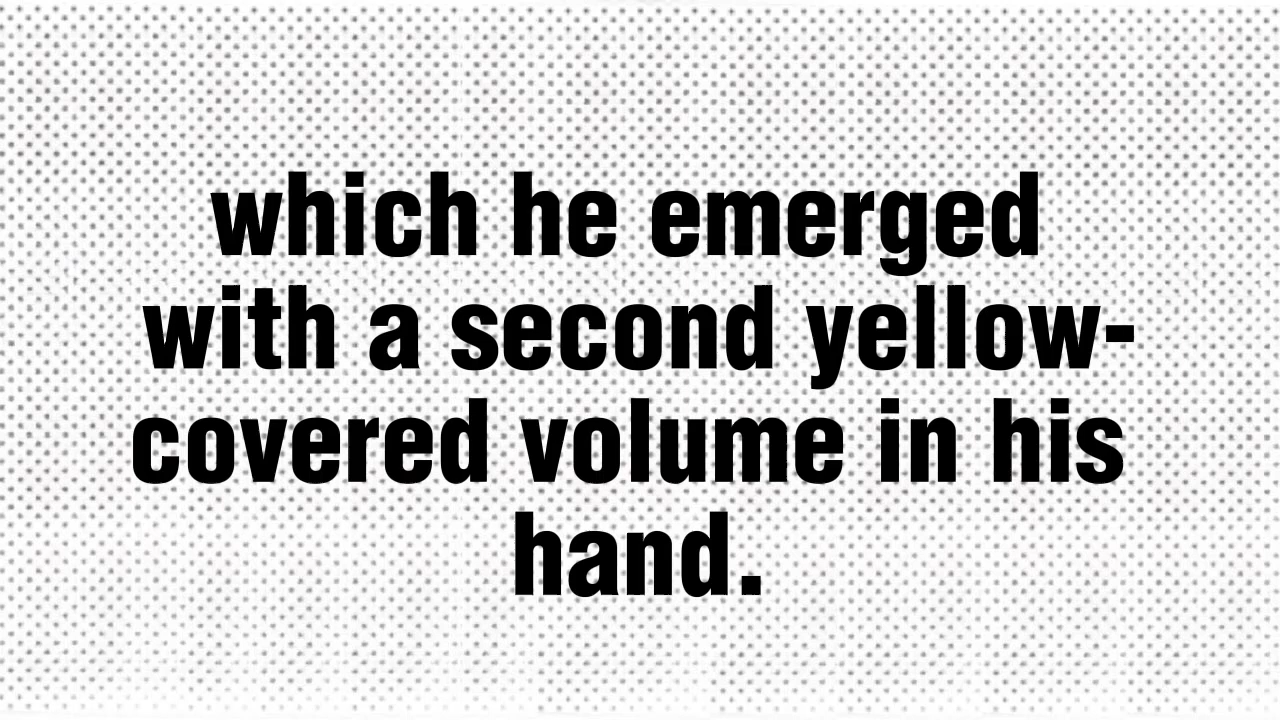 which he emerged
with a second yellow-
covered volume in his
hand.